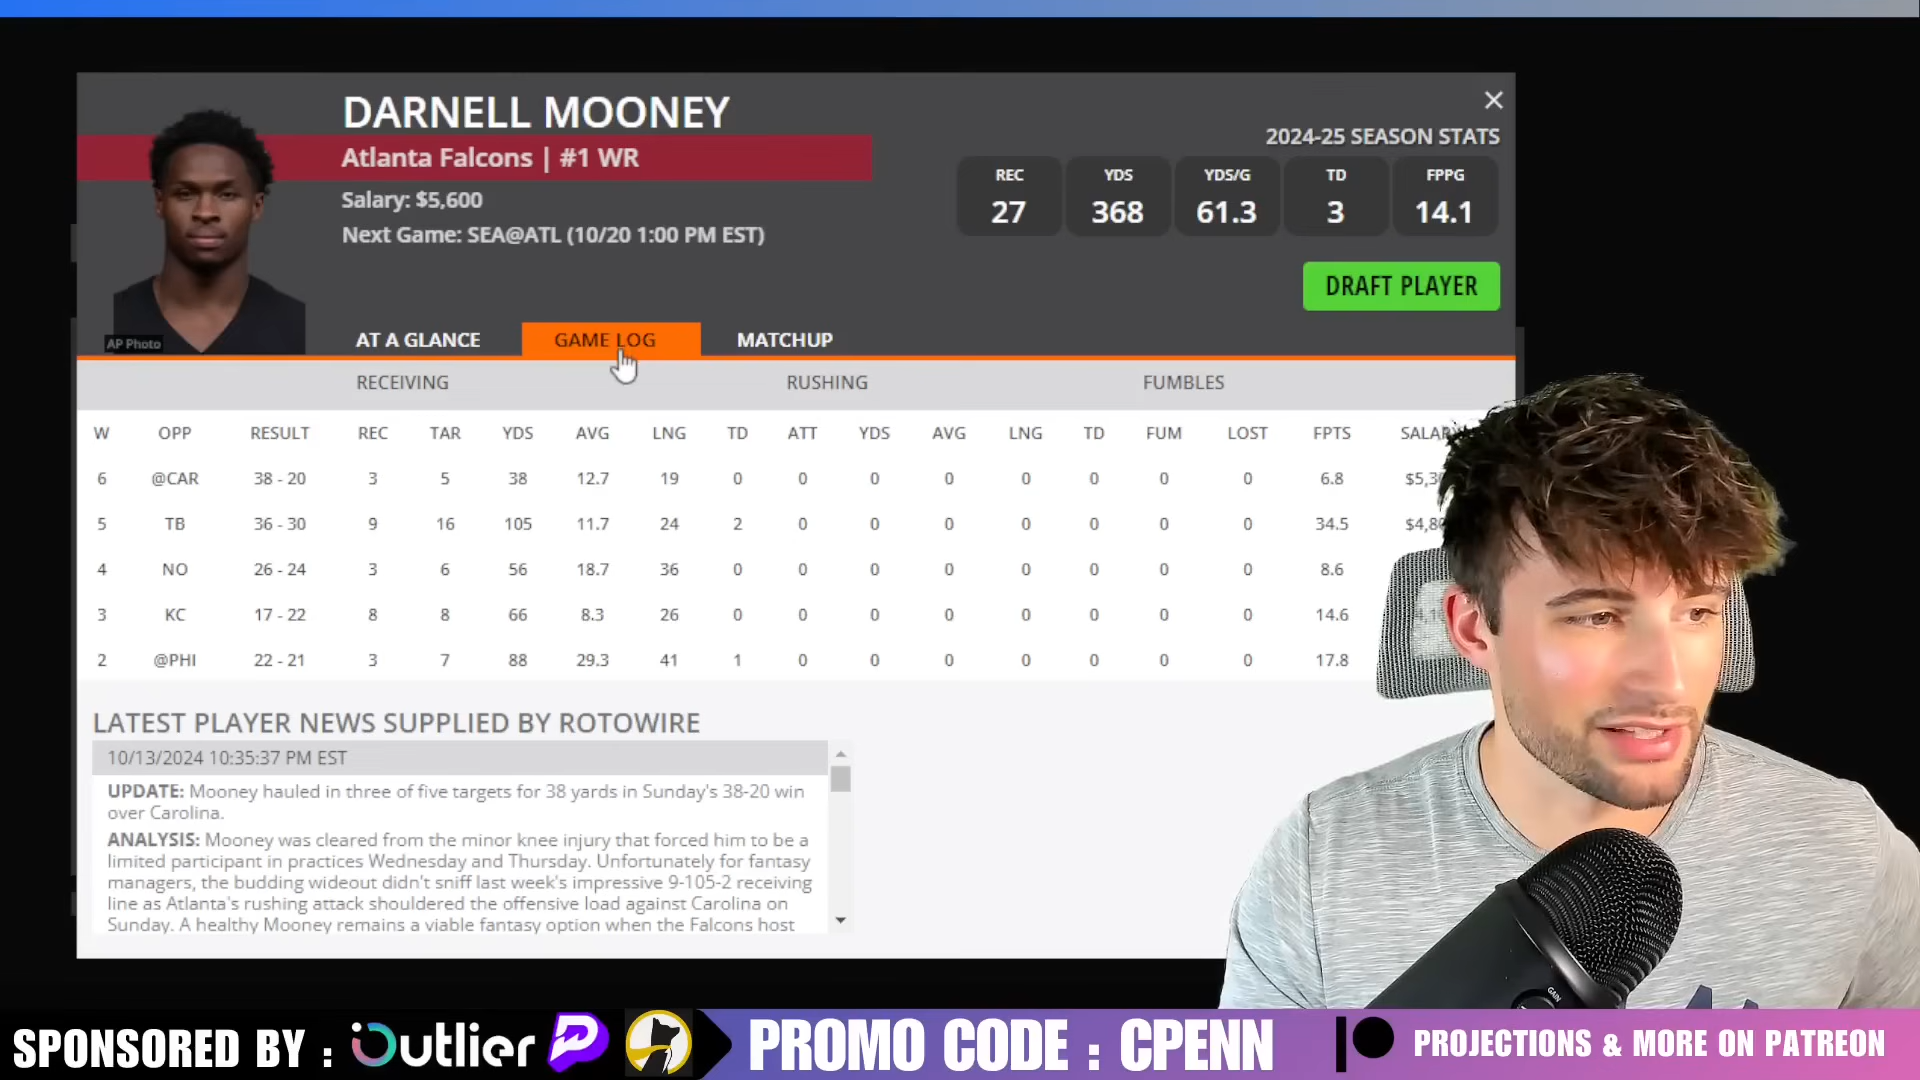 DARNELL MOONEY
Atlanta Falcons | #1 WR
Salary: $5,600
Next Game: SEA@ATL (10/20 1:00 PM EST)
AP Photo
2024-25 SEASON STATS
REC YDS YDS/G TD FPPG
27 368 61.3 3 14.1
DRAFT PLAYER
AT A GLANCE GAME LOG MATCHUP
RECEIVING RUSHING FUMBLES
W OPP RESULT REC TAR YDS AVG LNG TD ATT YDS AVG LNG TD FUM LOST FPTS
6 @CAR 38 - 20 3 5 38 12.7 19 0 0 0 0 0 0 0 0 6.8
5 TB 36 - 30 9 16 105 11.7 24 2 0 0 0 0 0 0 0 34.5
4 NO 26 - 24 3 6 56 18.7 36 0 0 0 0 0 0 0 0 8.6
3 KC 17 - 22 8 8 66 8.3 26 0 0 0 0 0 0 0 0 14.6
2 @PHI 22 - 21 3 7 88 29.3 41 1 0 0 0 0 0 0 0 17.8
LATEST PLAYER NEWS SUPPLIED BY ROTOWIRE
10/13/2024 10:35:37 PM EST
UPDATE: Mooney hauled in three of five targets for 38 yards in Sunday's 38-20 win
over Carolina.
ANALYSIS: Mooney was cleared from the minor knee injury that forced him to be a
limited participant in practices Wednesday and Thursday. Unfortunately for fantasy
managers, the budding wideout didn't sniff last week's impressive 9-105-2 receiving
line as Atlanta's rushing attack shouldered the offensive load against Carolina on
Sunday. A healthy Mooney remains a viable fantasy option when the Falcons host
GAIN
SPONSORED BY : Outlier PROMO CODE : CPENN PROJECTIONS & MORE ON PATREON